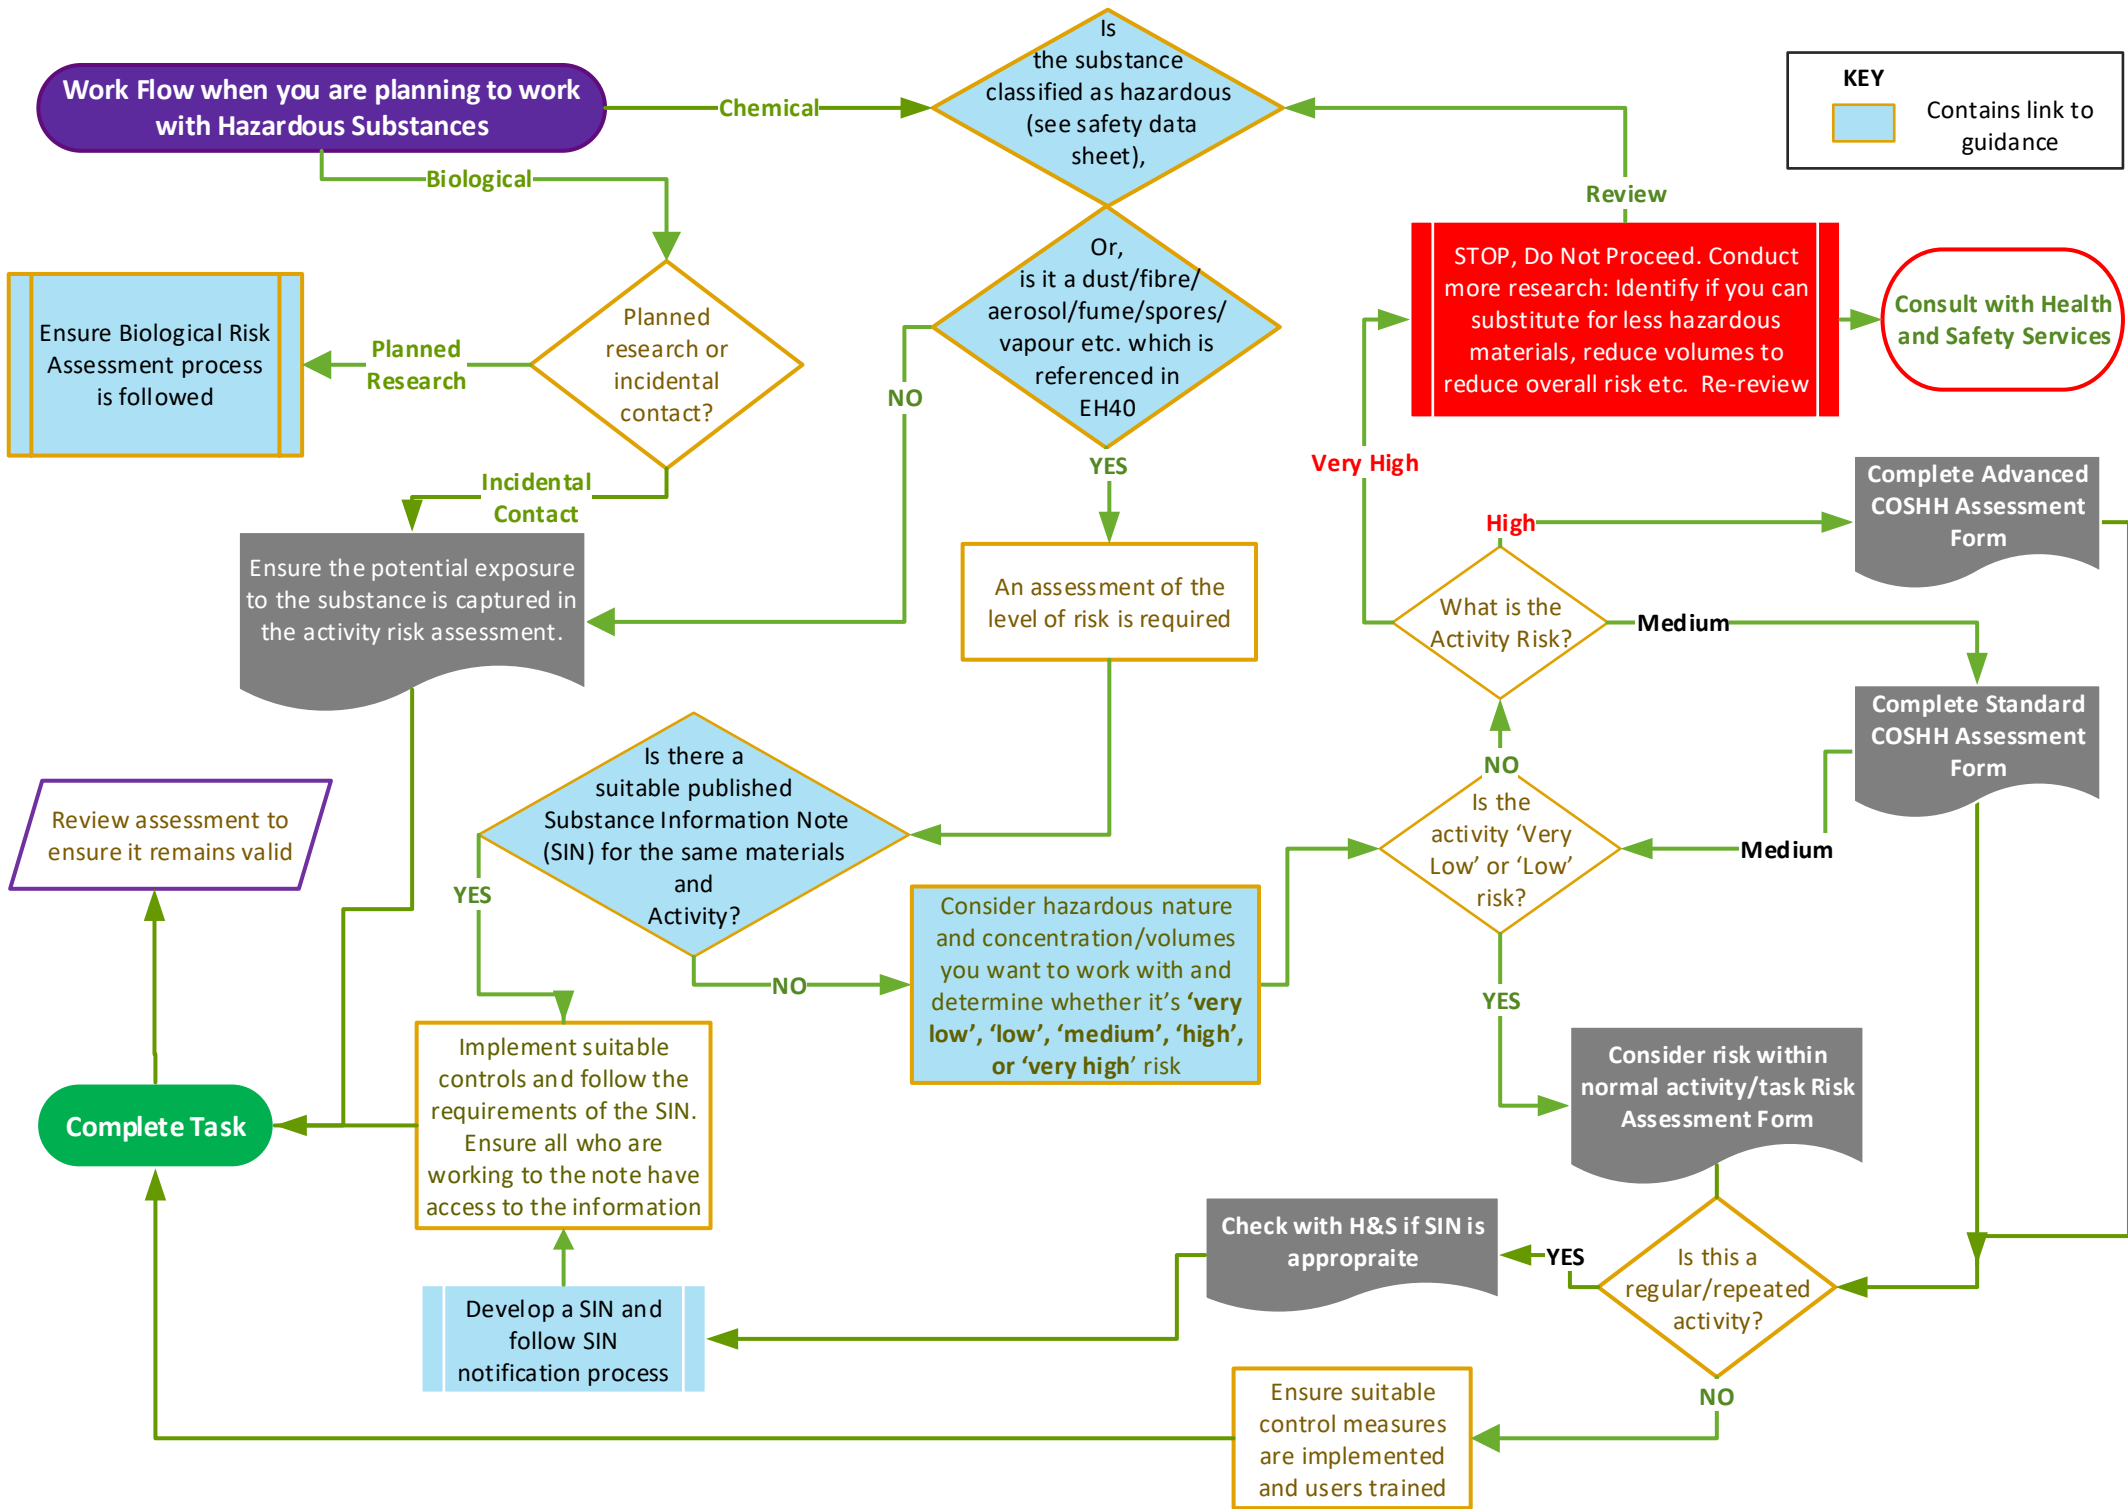 Work Flow when you are planning to work
with Hazardous Substances
Chemical
Biological
Is
the substance
classified as hazardous
(see safety data
sheet),
KEY
Contains link to
guidance
Review
Or,
is it a dust/fibre/
aerosol/fume/spores/
vapour etc. which is
referenced in
EH40
STOP, Do Not Proceed. Conduct
more research: Identify if you can
substitute for less hazardous
materials, reduce volumes to
reduce overall risk etc.  Re-review
Consult with Health
and Safety Services
Ensure Biological Risk
Assessment process
is followed
Planned
Research
Planned
research or
incidental
contact?
NO
YES
Very High
Incidental
Contact
Complete Advanced
COSHH Assessment
Form
High
Ensure the potential exposure
to the substance is captured in
the activity risk assessment.
An assessment of the
level of risk is required
What is the
Activity Risk?
Medium
Complete Standard
COSHH Assessment
Form
Is there a
suitable published
Substance Information Note
(SIN) for the same materials
and
Activity?
NO
Is the
activity ‘Very
Low’ or ‘Low’
risk?
Medium
Review assessment to
ensure it remains valid
YES
NO
Consider hazardous nature
and concentration/volumes
you want to work with and
determine whether it’s ‘very
low’, ‘low’, ‘medium’, ‘high’,
or ‘very high’ risk
YES
Implement suitable
controls and follow the
requirements of the SIN.
Ensure all who are
working to the note have
access to the information
Consider risk within
normal activity/task Risk
Assessment Form
Complete Task
Check with H&S if SIN is
appropraite
YES
Is this a
regular/repeated
activity?
Develop a SIN and
follow SIN
notification process
NO
Ensure suitable
control measures
are implemented
and users trained